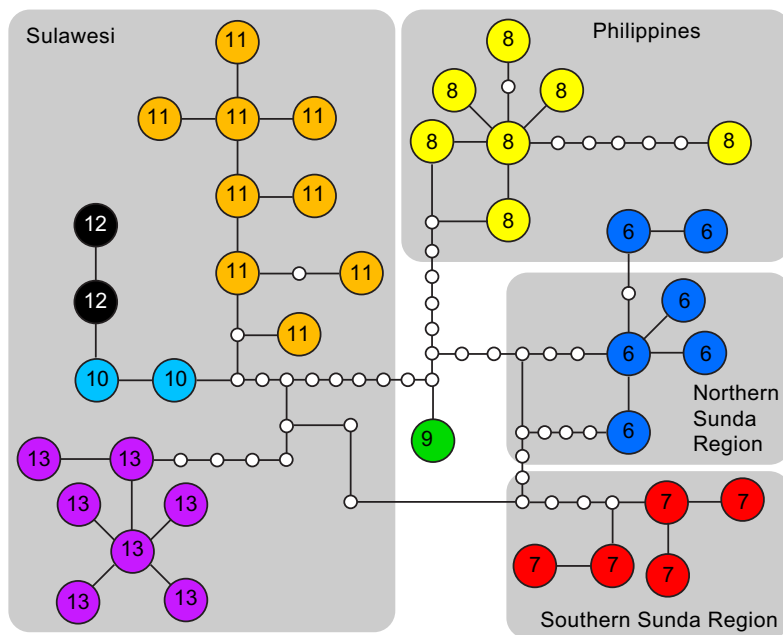 Sulawesi
Philippines
11
11 11 11
11 11
11 11
11
12
12
10 10
13 13
13 13
13
13 13
8
8 8
8 8 8
8
6 6
6
6 6
6
9
Northern
Sunda
Region
7 7
7 7 7
Southern Sunda Region